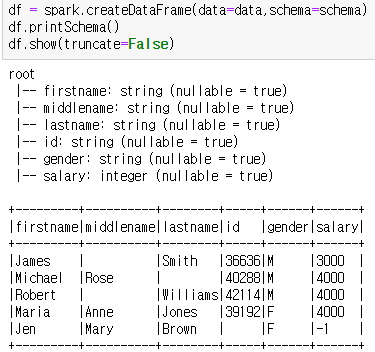 df = spark.createDataFrame(data=data,schema=schema)
df.printSchema()
df.show(truncate=False)
root
 |-- firstname: string (nullable = true)
 |-- middlename: string (nullable = true)
 |-- lastname: string (nullable = true)
 |-- id: string (nullable = true)
 |-- gender: string (nullable = true)
 |-- salary: integer (nullable = true)
+---------+----------+--------+-----+------+------+
|firstname|middlename|lastname|id   |gender|salary|
+---------+----------+--------+-----+------+------+
|James    |          |Smith   |36636|M     |3000  |
|Michael  |Rose      |        |40288|M     |4000  |
|Robert   |          |Williams|42114|M     |4000  |
|Maria    |Anne      |Jones   |39192|F     |4000  |
|Jen      |Mary      |Brown   |     |F     |-1    |
+---------+----------+--------+-----+------+------+